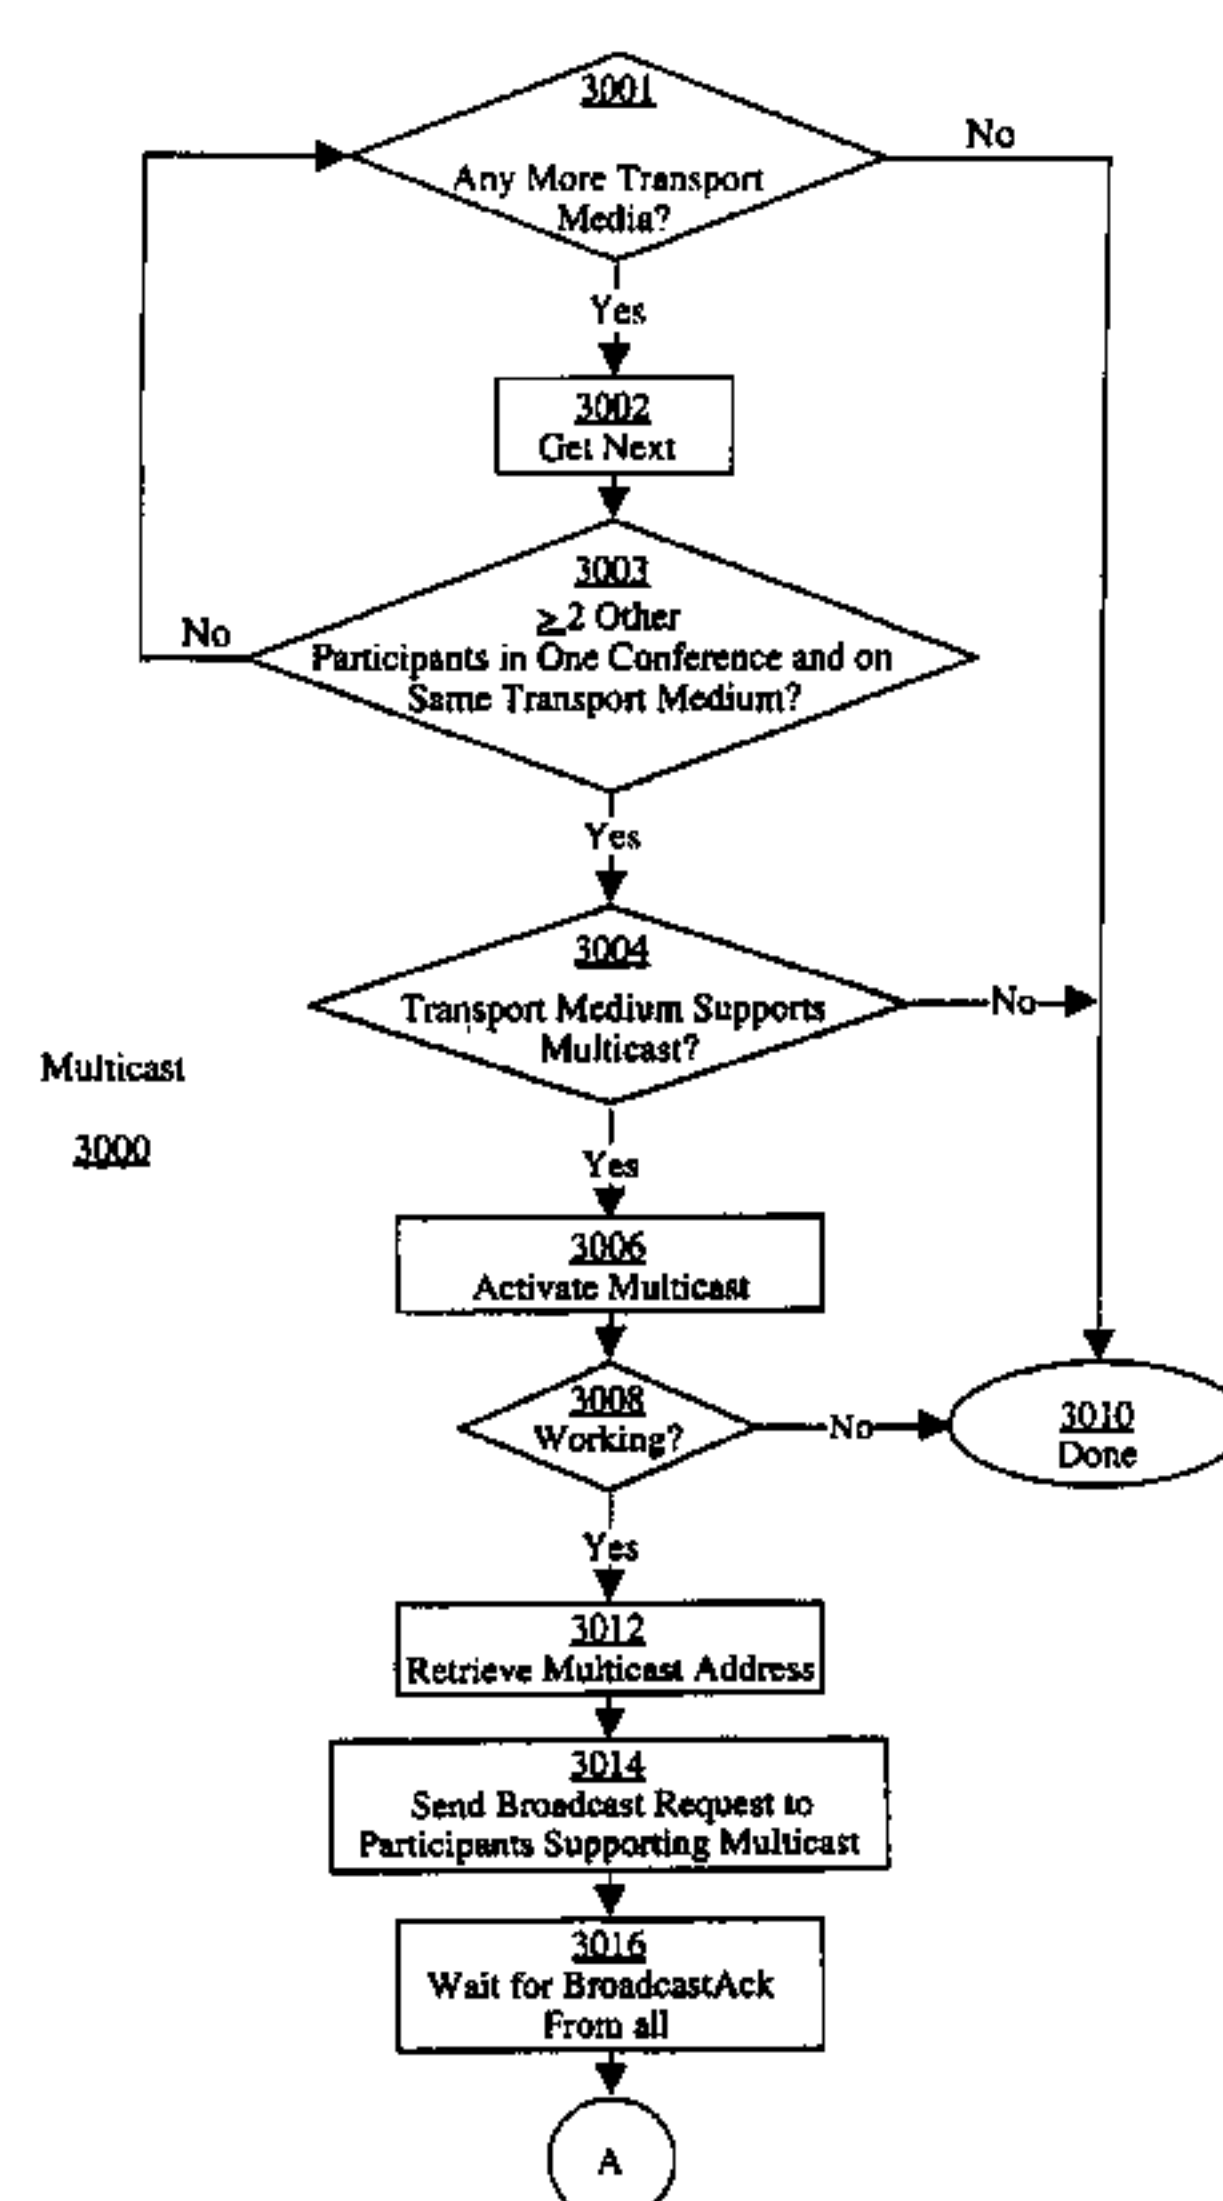 3001
No
Any More Transport
Media?
Yes
3002
Get Next
3003
≥ 2 Other
No
Participants in One Conference and on
Same Transport Medium?
Yes
3004
Transport Medium Supports
Multicast?
No
Multicast
3000
Yes
3006
Activate Multicast
3008
Working?
No
3010
Done
Yes
3012
Retrieve Multicast Address
3014
Send Broadcast Request to
Participants Supporting Multicast
3016
Wait for BroadcastAck
From all
A